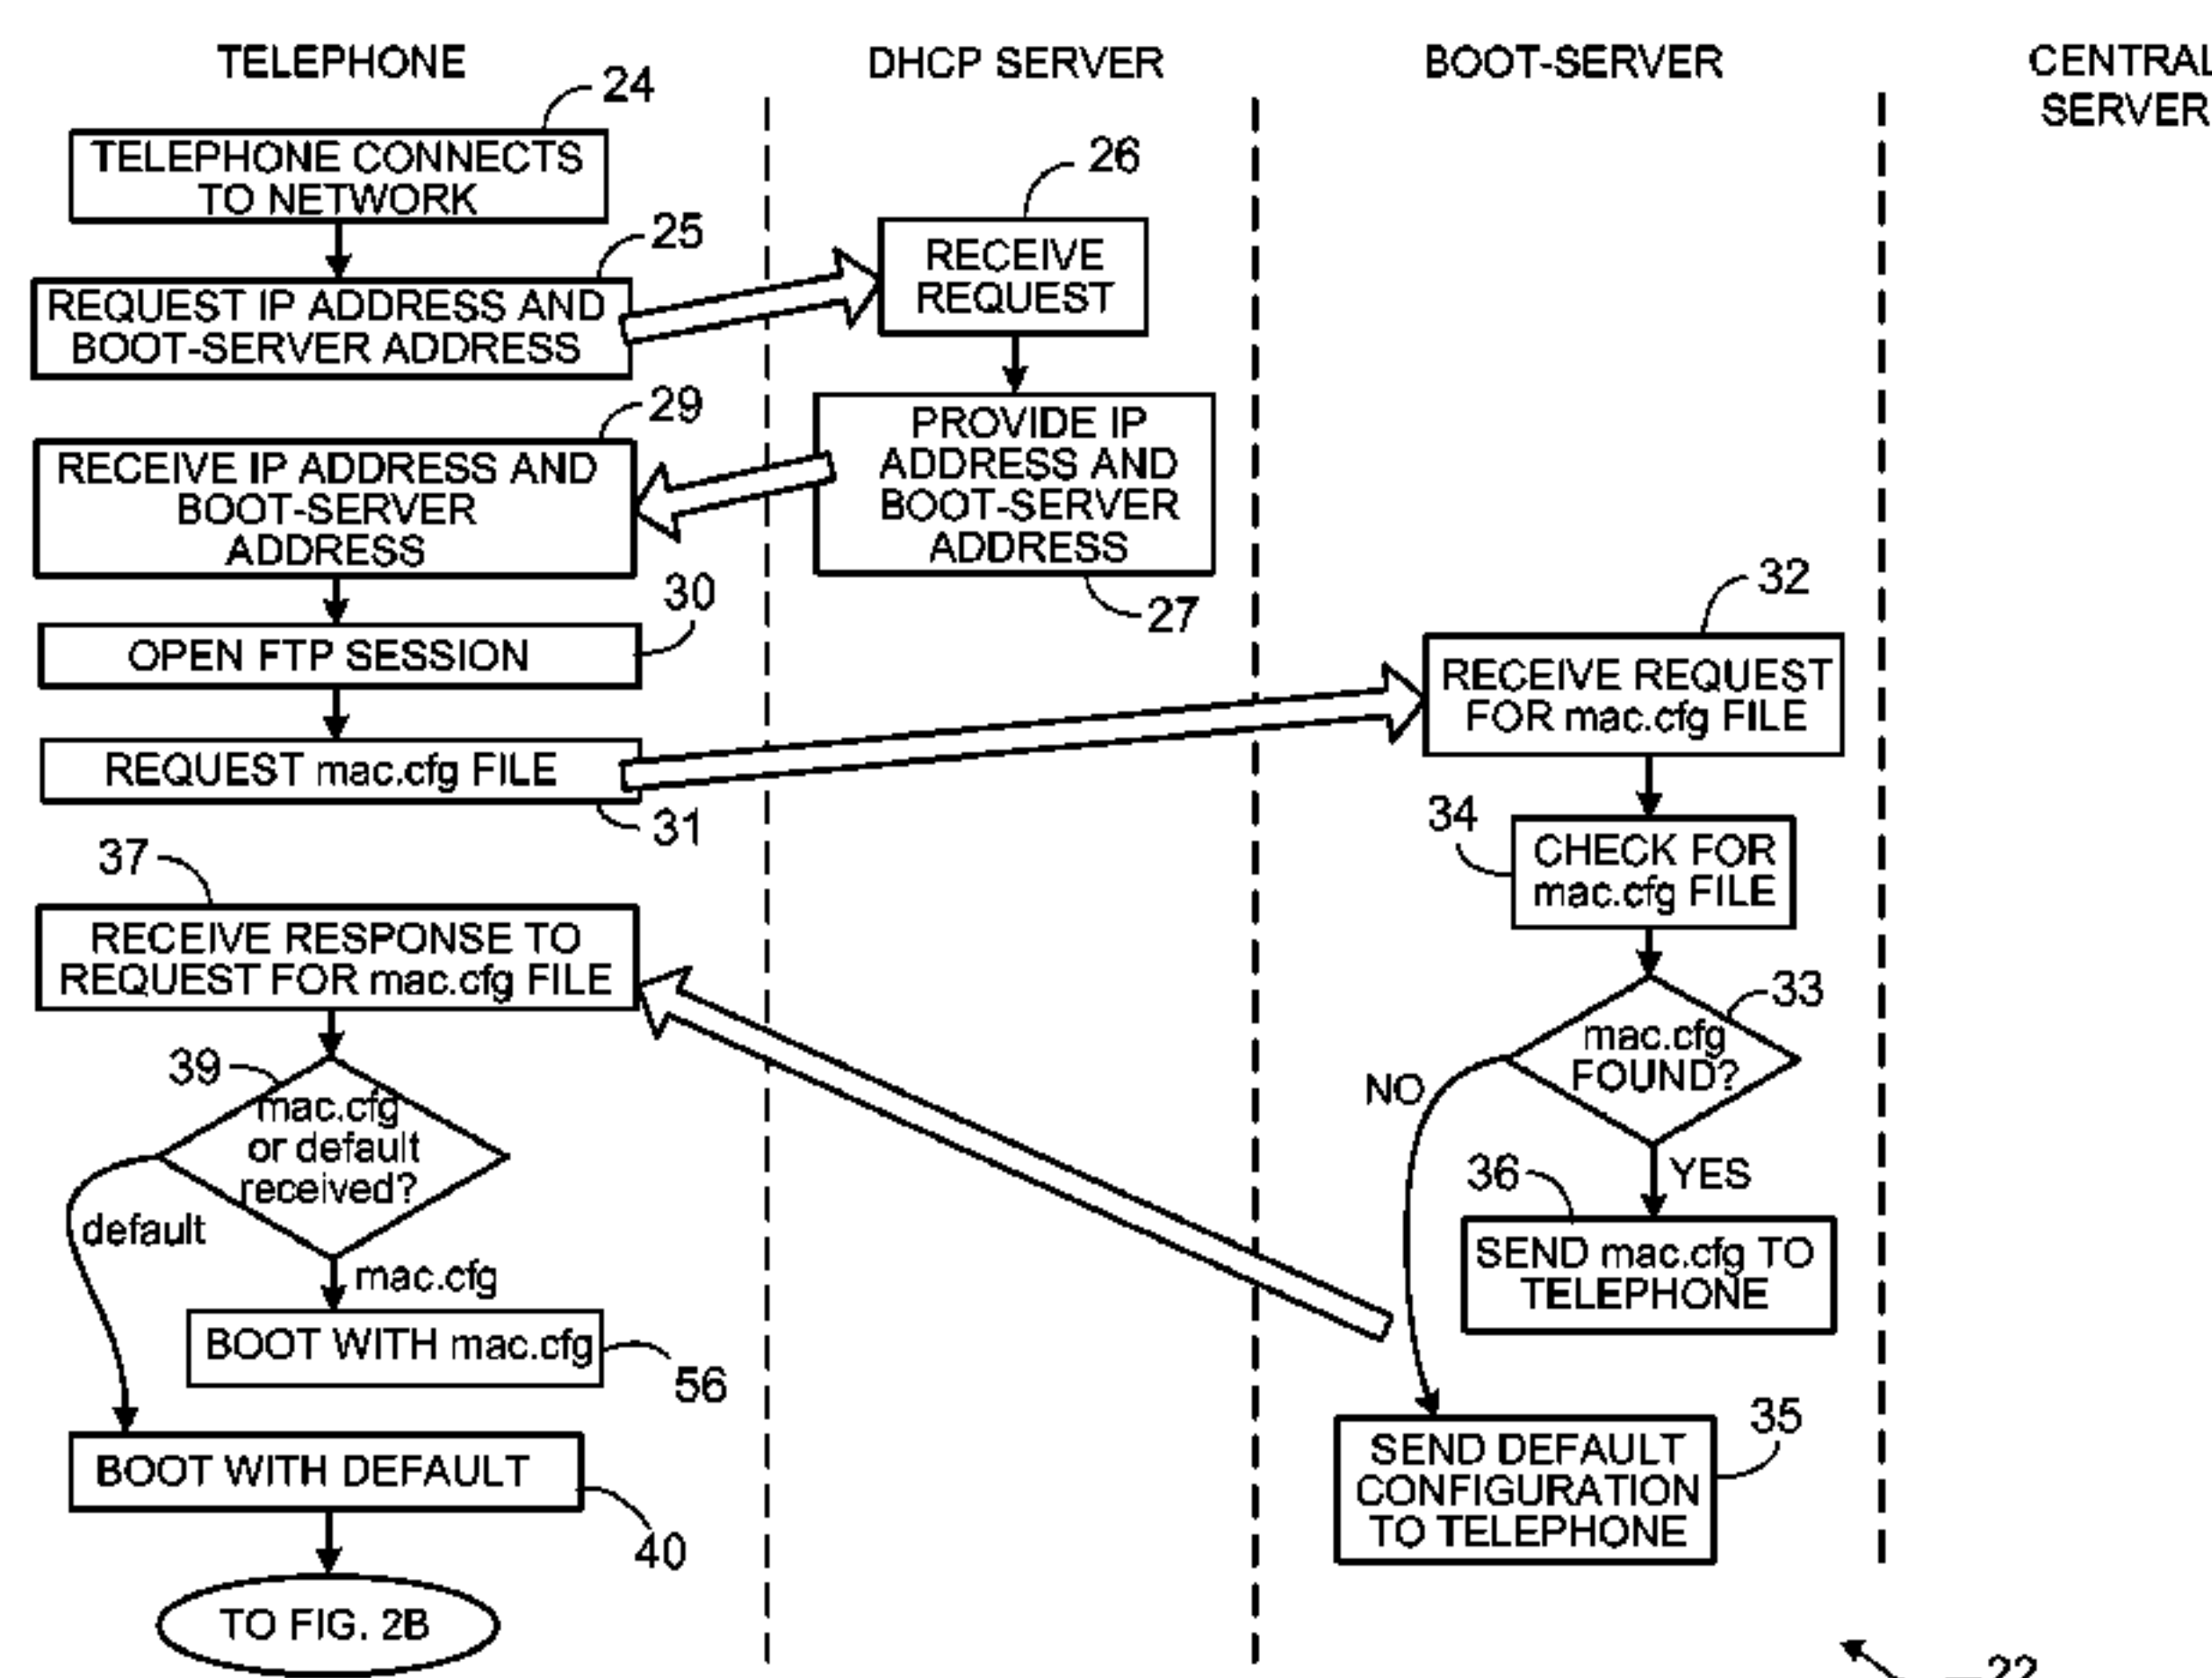 TELEPHONE
DHCP SERVER
BOOT-SERVER
CENTRAL
SERVER
24
TELEPHONE CONNECTS
TO NETWORK
25
REQUEST IP ADDRESS AND
BOOT-SERVER ADDRESS
26
RECEIVE
REQUEST
PROVIDE IP
ADDRESS AND
BOOT-SERVER
ADDRESS
27
29
RECEIVE IP ADDRESS AND
BOOT-SERVER
ADDRESS
30
OPEN FTP SESSION
REQUEST mac.cfg FILE
31
32
RECEIVE REQUEST
FOR mac.cfg FILE
34
CHECK FOR
mac.cfg FILE
33
mac.cfg
FOUND?
NO
YES
36
SEND mac.cfg TO
TELEPHONE
35
SEND DEFAULT
CONFIGURATION
TO TELEPHONE
37
RECEIVE RESPONSE TO
REQUEST FOR mac.cfg FILE
39
mac.cfg
or default
received?
default
mac.cfg
BOOT WITH mac.cfg
56
BOOT WITH DEFAULT
40
TO FIG. 2B
22